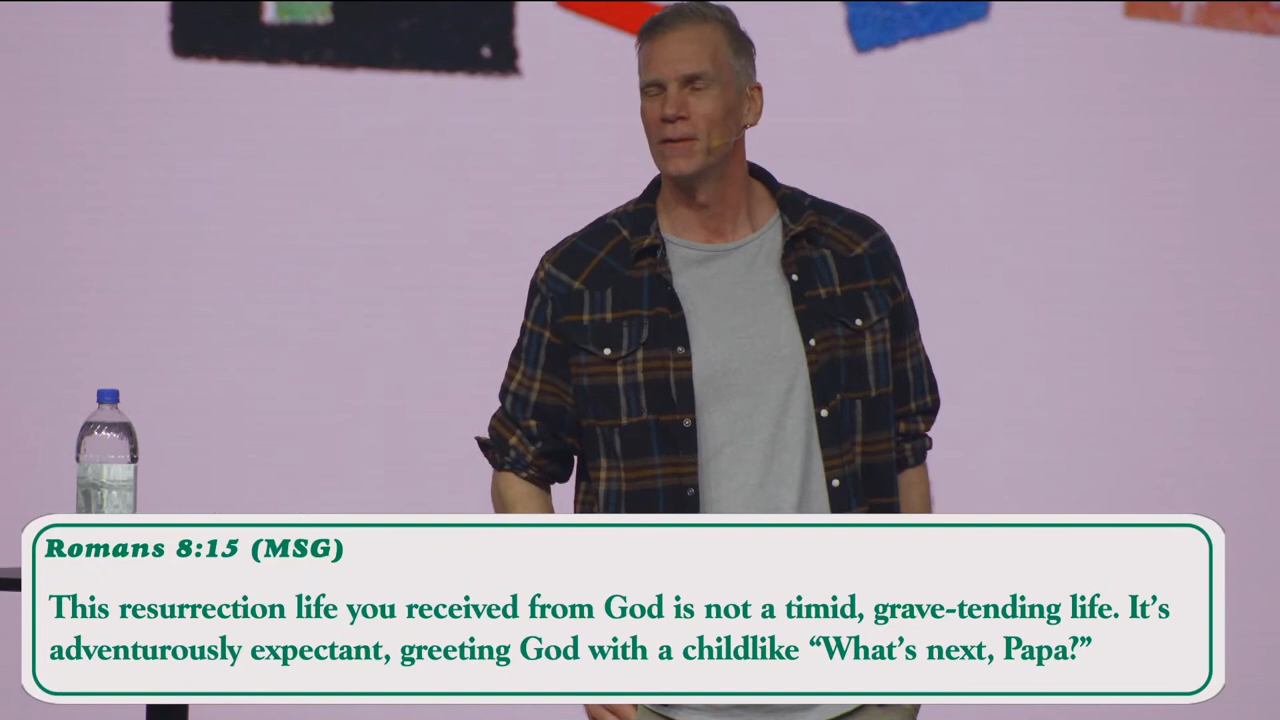 Romans 8:15 (MSG)
This resurrection life you received from God is not a timid, grave-tending life. It’s
adventurously expectant, greeting God with a childlike “What’s next, Papa?”